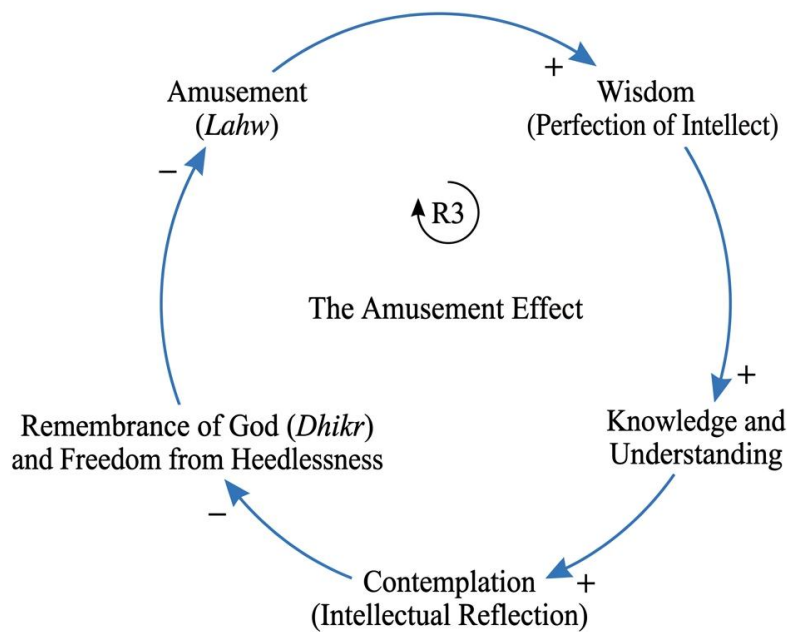 +
Amusement
(Lahw)
Wisdom
(Perfection of Intellect)
−
R3
The Amusement Effect
+
Knowledge and
Understanding
Remembrance of God (Dhikr)
and Freedom from Heedlessness
−
Contemplation +
(Intellectual Reflection)